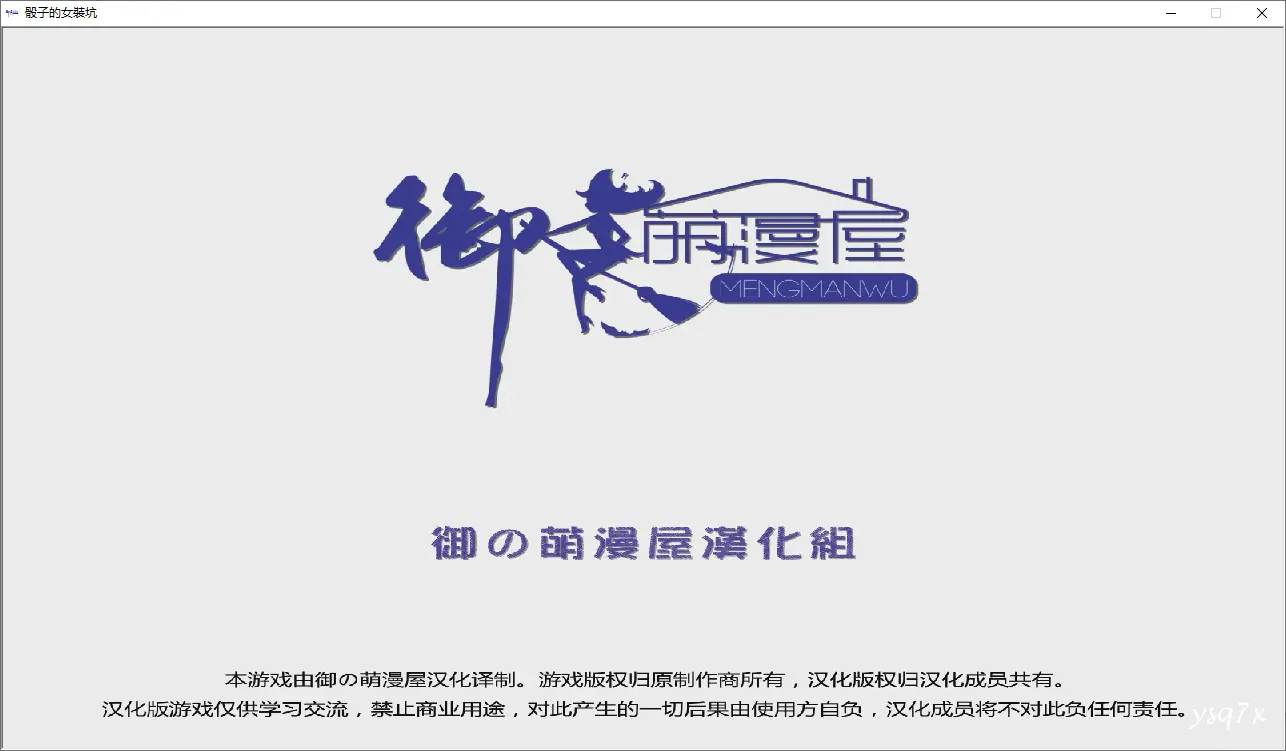 骰子的女裝坑
御の萌漫屋
MENGMANWU
御の萌漫屋漢化組
本游戏由御の萌漫屋汉化译制。游戏版权归原制作商所有，汉化版权归汉化成员共有。
汉化版游戏仅供学习交流，禁止商业用途，对此产生的一切后果由使用方自负，汉化成员将不对此负任何责任。
ysq7x